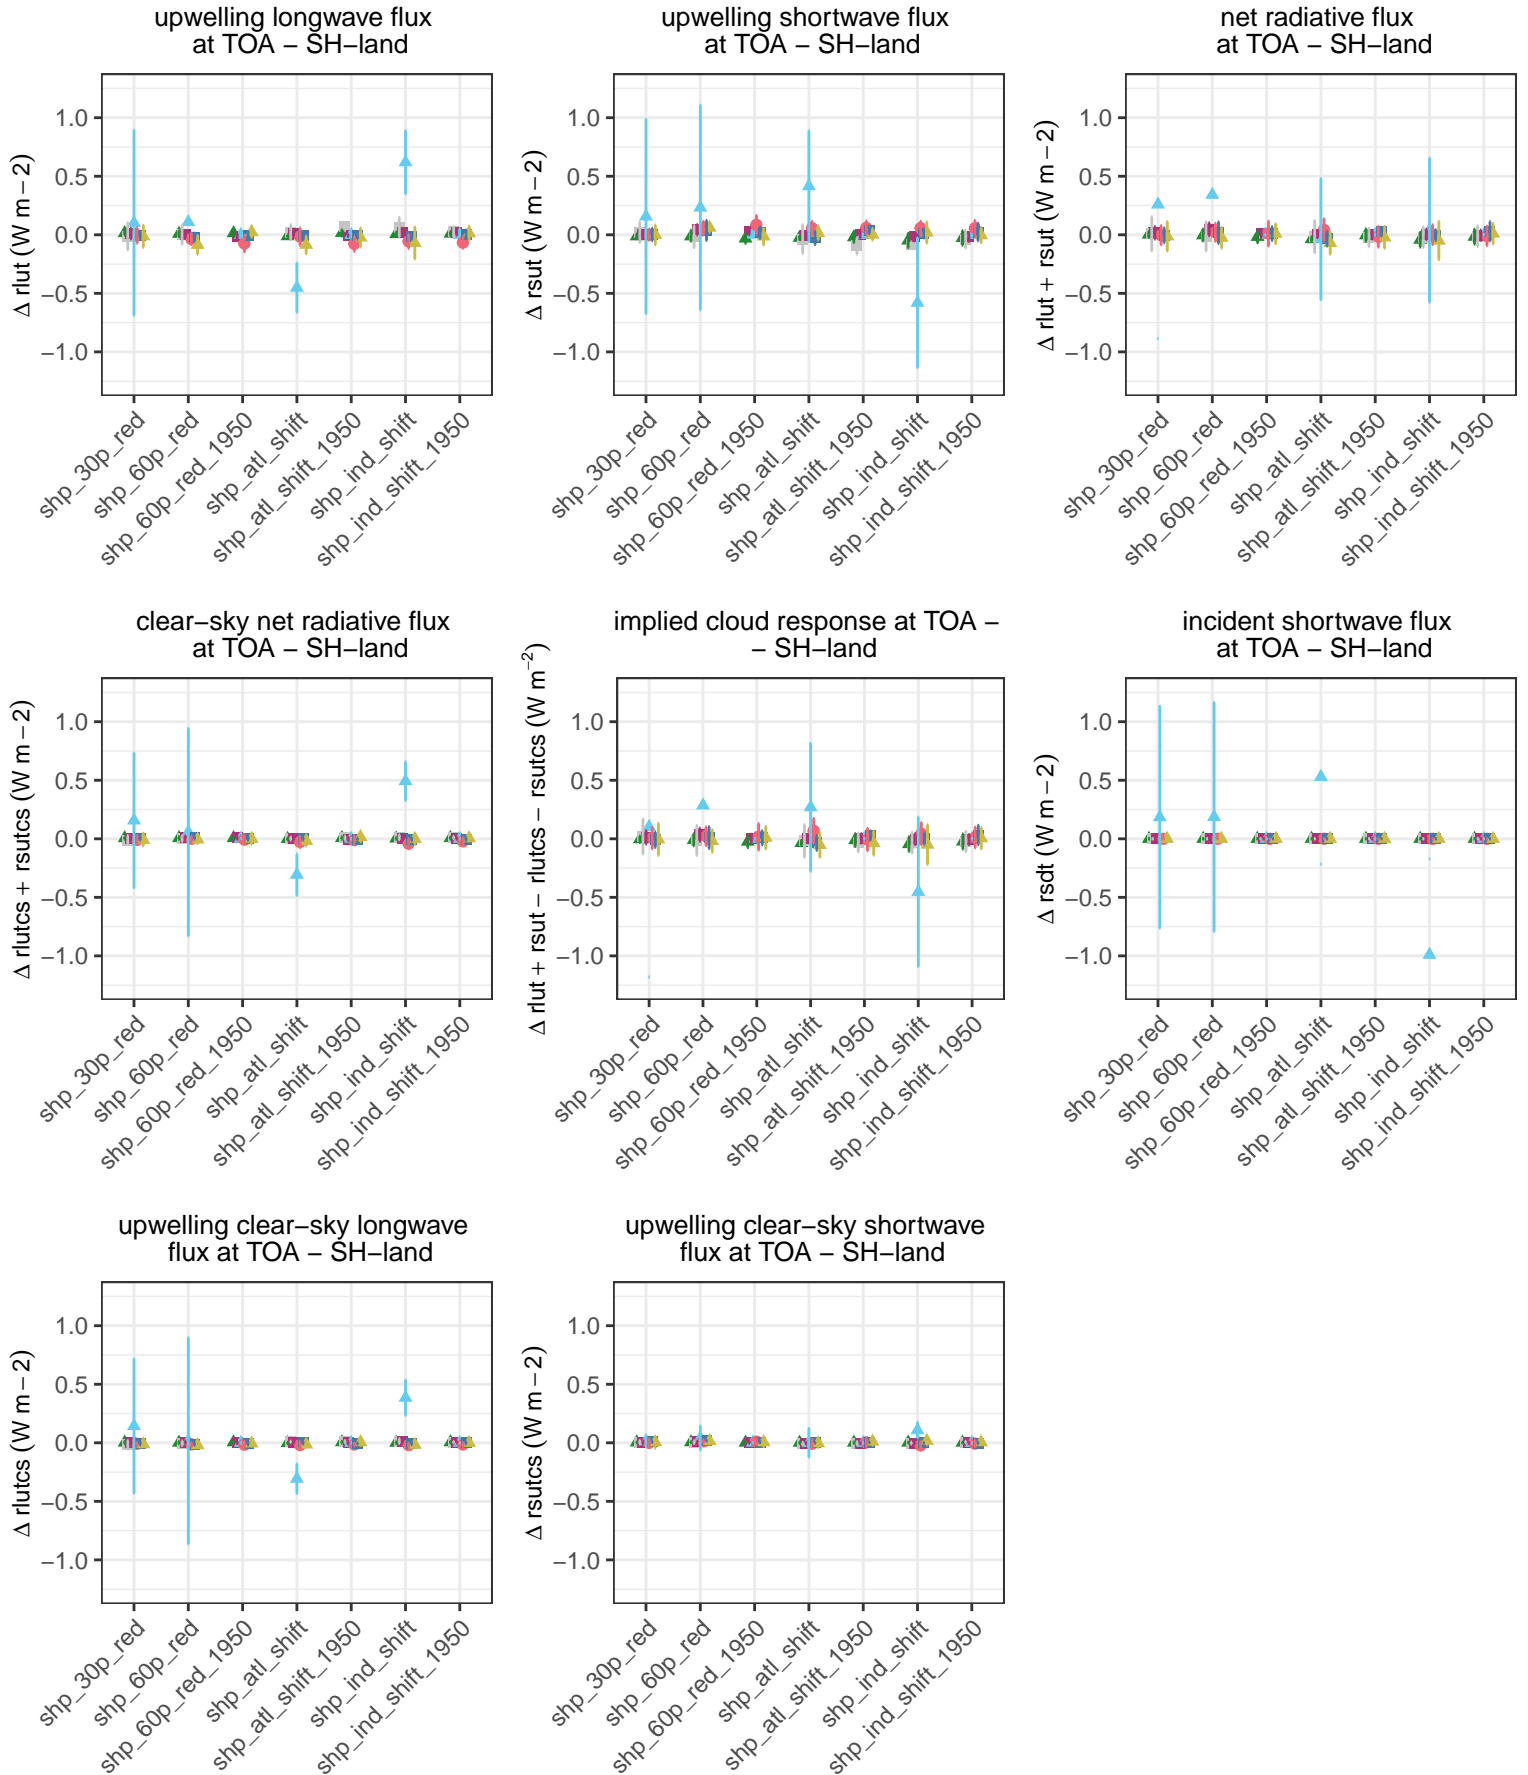 upwelling longwave flux
at TOA − SH−land
Δ rlut (W m−2)
1.0
0.5
0.0
−0.5
−1.0
shp_30p_red
shp_60p_red
shp_60p_red_1950
shp_atl_shift
shp_atl_shift_1950
shp_ind_shift
shp_ind_shift_1950
upwelling shortwave flux
at TOA − SH−land
Δ rsut (W m−2)
1.0
0.5
0.0
−0.5
−1.0
shp_30p_red
shp_60p_red
shp_60p_red_1950
shp_atl_shift
shp_atl_shift_1950
shp_ind_shift
shp_ind_shift_1950
net radiative flux
at TOA − SH−land
Δ rlut + rsut (W m−2)
1.0
0.5
0.0
−0.5
−1.0
shp_30p_red
shp_60p_red
shp_60p_red_1950
shp_atl_shift
shp_atl_shift_1950
shp_ind_shift
shp_ind_shift_1950
clear−sky net radiative flux
at TOA − SH−land
Δ rlutcs + rsutcs (W m−2)
1.0
0.5
0.0
−0.5
−1.0
shp_30p_red
shp_60p_red
shp_60p_red_1950
shp_atl_shift
shp_atl_shift_1950
shp_ind_shift
shp_ind_shift_1950
implied cloud response at TOA −
− SH−land
Δ rlut + rsut − rlutcs − rsutcs (W m⁻²)
1.0
0.5
0.0
−0.5
−1.0
shp_30p_red
shp_60p_red
shp_60p_red_1950
shp_atl_shift
shp_atl_shift_1950
shp_ind_shift
shp_ind_shift_1950
incident shortwave flux
at TOA − SH−land
Δ rsdt (W m−2)
1.0
0.5
0.0
−0.5
−1.0
shp_30p_red
shp_60p_red
shp_60p_red_1950
shp_atl_shift
shp_atl_shift_1950
shp_ind_shift
shp_ind_shift_1950
upwelling clear−sky longwave
flux at TOA − SH−land
Δ rlutcs (W m−2)
1.0
0.5
0.0
−0.5
−1.0
shp_30p_red
shp_60p_red
shp_60p_red_1950
shp_atl_shift
shp_atl_shift_1950
shp_ind_shift
shp_ind_shift_1950
upwelling clear−sky shortwave
flux at TOA − SH−land
Δ rsutcs (W m−2)
1.0
0.5
0.0
−0.5
−1.0
shp_30p_red
shp_60p_red
shp_60p_red_1950
shp_atl_shift
shp_atl_shift_1950
shp_ind_shift
shp_ind_shift_1950